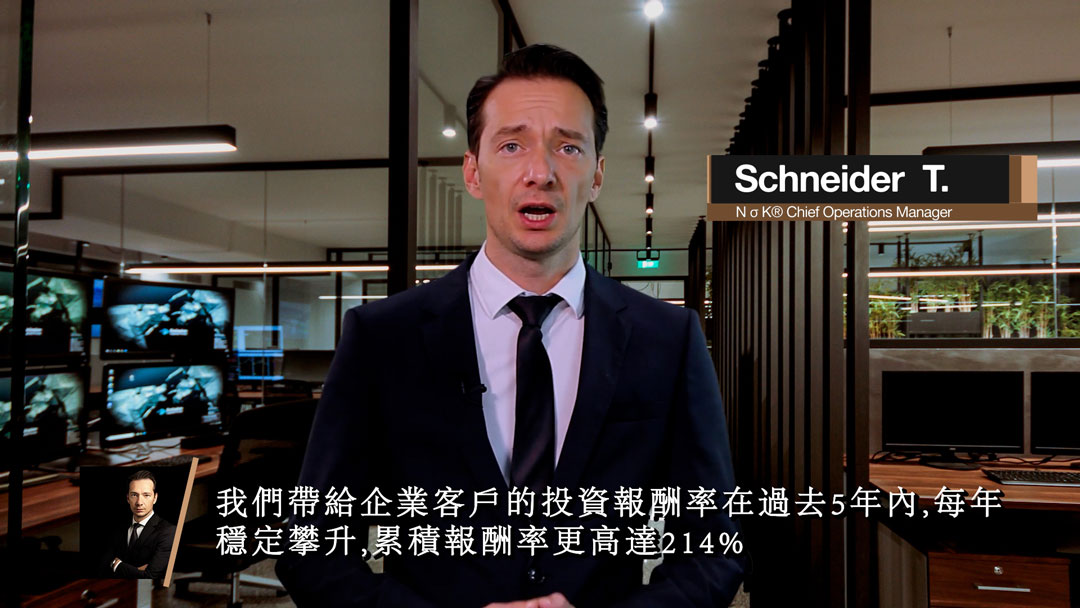 Schneider T.
N σ K® Chief Operations Manager
我們帶給企業客戶的投資報酬率在過去5年內,每年
穩定攀升,累積報酬率更高達214%